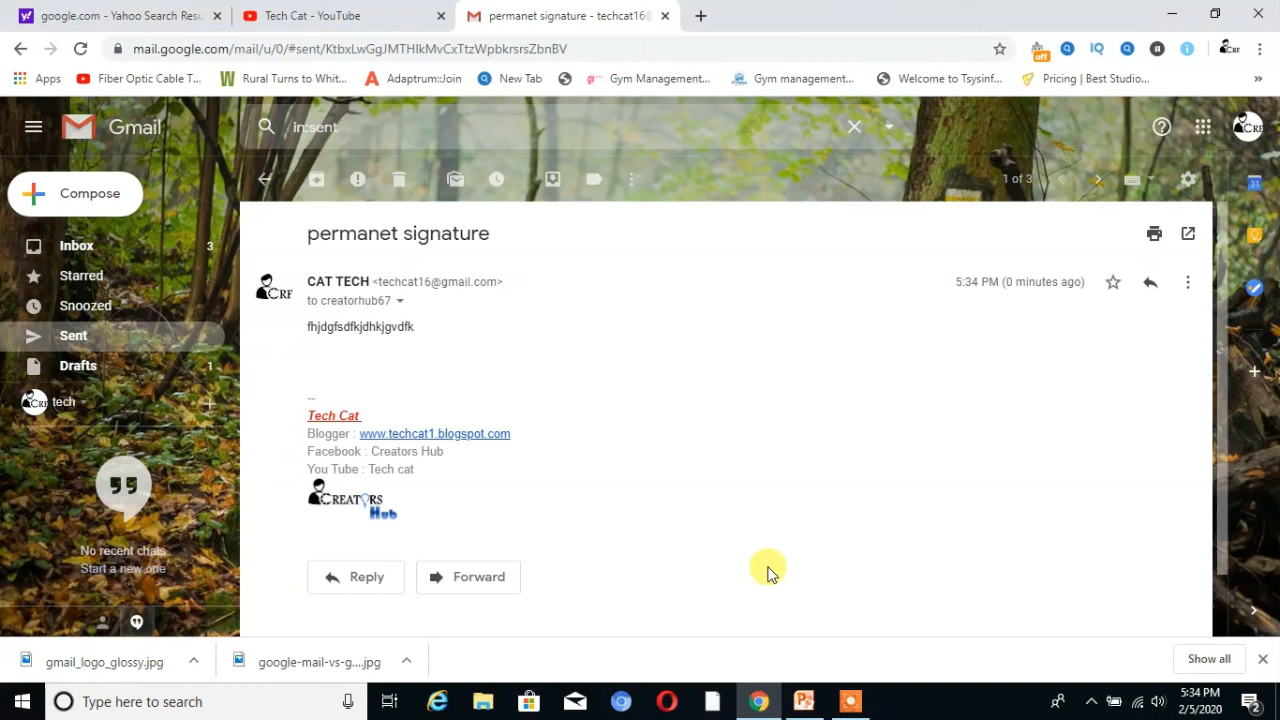 google.com - Yahoo Search Resu
Tech Cat - YouTube
permanet signature - techcat16@
mail.google.com/mail/u/0/#sent/KtbxLwGgJMTHlkMvCxTtzWpbkrsrsZbnBV
off
IQ
Apps
Fiber Optic Cable T...
Rural Turns to Whit...
Adaptrum::Join
New Tab
Gym Management...
Gym management...
Welcome to Tsysinf...
Pricing | Best Studio...
Gmail
in:sent
Compose
1 of 3
Inbox 3
Starred
Snoozed
Sent
Drafts 1
tech
No recent chats
Start a new one
permanet signature
CAT TECH <techcat16@gmail.com>
5:34 PM (0 minutes ago)
to creatorhub67
fhjdgfsdfkjdhkjgvdfk
--
Tech Cat
Blogger : www.techcat1.blogspot.com
Facebook : Creators Hub
You Tube : Tech cat
CREATORS
Hub
Reply
Forward
31
gmail_logo_glossy.jpg
google-mail-vs-g....jpg
Show all
Type here to search
5:34 PM
2/5/2020
2